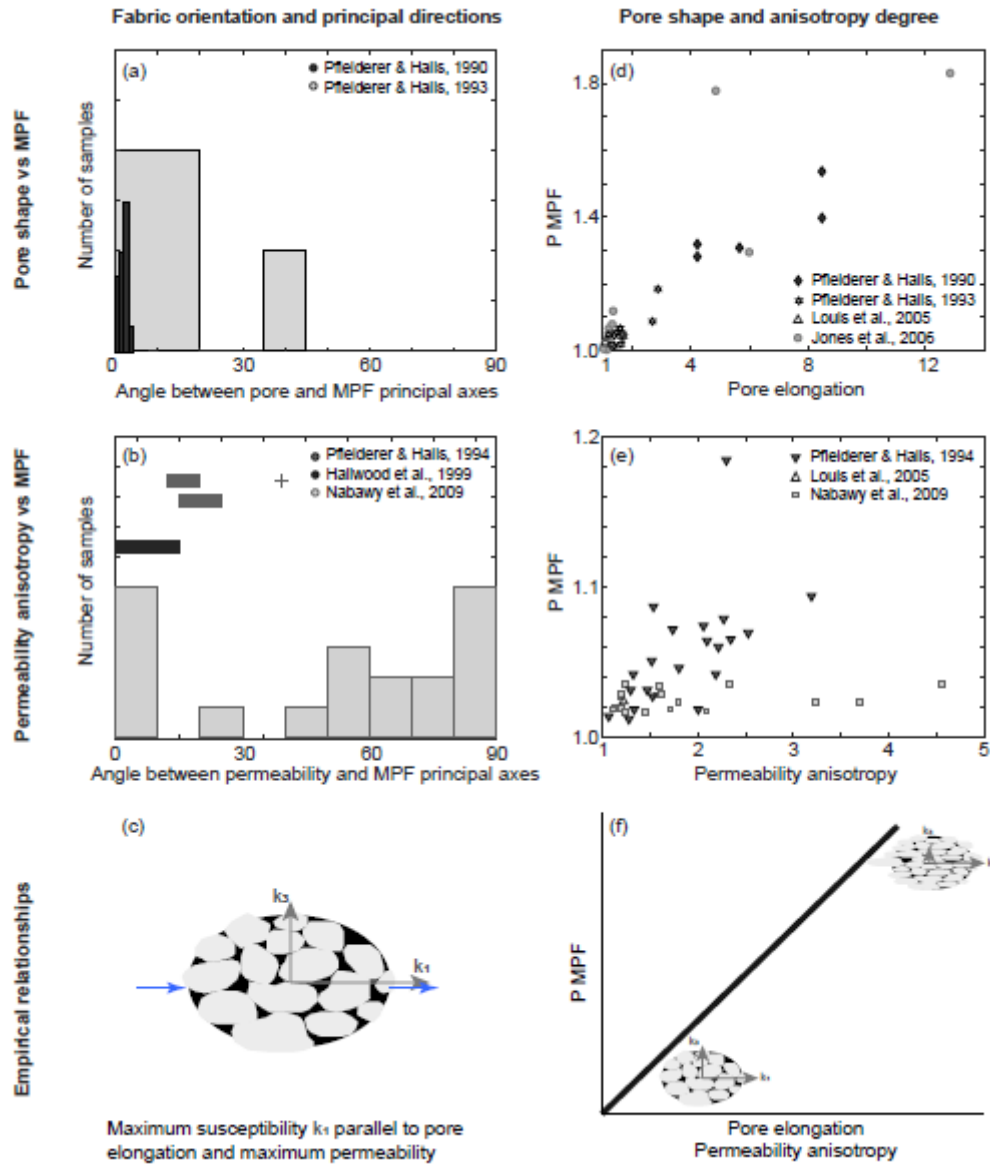 Fabric orientation and principal directions
Pore shape and anisotropy degree
Pore shape vs MPF
(a)
Pfleiderer & Halls, 1990
Pfleiderer & Halls, 1993
Number of samples
0
30
60
90
Angle between pore and MPF principal axes
(d)
1.8
1.4
1.0
P MPF
Pfleiderer & Halls, 1990
Pfleiderer & Halls, 1993
Louis et al., 2005
Jones et al., 2006
1
4
8
12
Pore elongation
Permeability anisotropy vs MPF
(b)
Pfleiderer & Halls, 1994
Hailwood et al., 1999
Nabawy et al., 2009
Number of samples
0
30
60
90
Angle between permeability and MPF principal axes
(e)
1.2
1.1
1.0
P MPF
Pfleiderer & Halls, 1994
Louis et al., 2005
Nabawy et al., 2009
1
2
3
4
5
Permeability anisotropy
Empirical relationships
(c)
k₃
k₁
Maximum susceptibility k₁ parallel to pore
elongation and maximum permeability
(f)
P MPF
k₃
k₃
k₁
Pore elongation
Permeability anisotropy